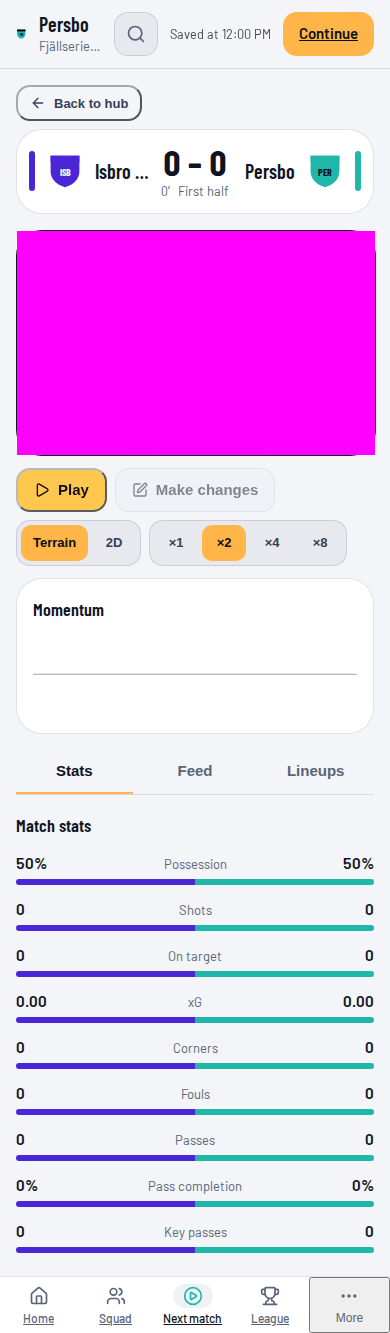 Persbo
Fjällserie...
Saved at 12:00 PM
Continue
Back to hub
ISB
Isbro ...
0 – 0
0' First half
Persbo
PER
Play
Make changes
Terrain
2D
×1
×2
×4
×8
Momentum
Stats
Feed
Lineups
Match stats
50% Possession 50%
0 Shots 0
0 On target 0
0.00 xG 0.00
0 Corners 0
0 Fouls 0
0 Passes 0
0% Pass completion 0%
0 Key passes 0
Home
Squad
Next match
League
More